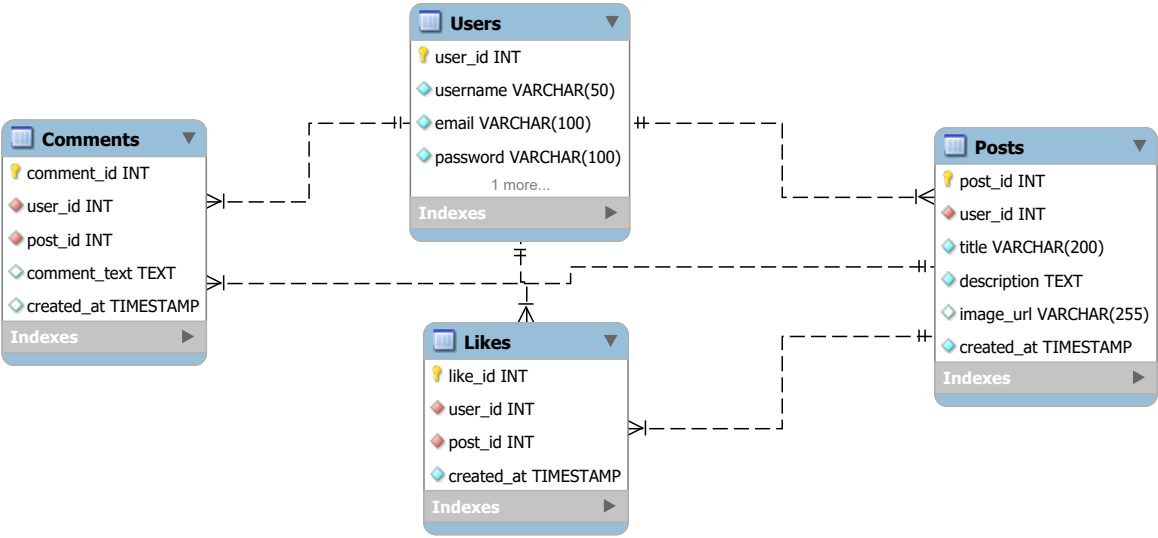 Users
user_id INT
username VARCHAR(50)
email VARCHAR(100)
password VARCHAR(100)
1 more...
Indexes
Comments
comment_id INT
user_id INT
post_id INT
comment_text TEXT
created_at TIMESTAMP
Indexes
Posts
post_id INT
user_id INT
title VARCHAR(200)
description TEXT
image_url VARCHAR(255)
created_at TIMESTAMP
Indexes
Likes
like_id INT
user_id INT
post_id INT
created_at TIMESTAMP
Indexes